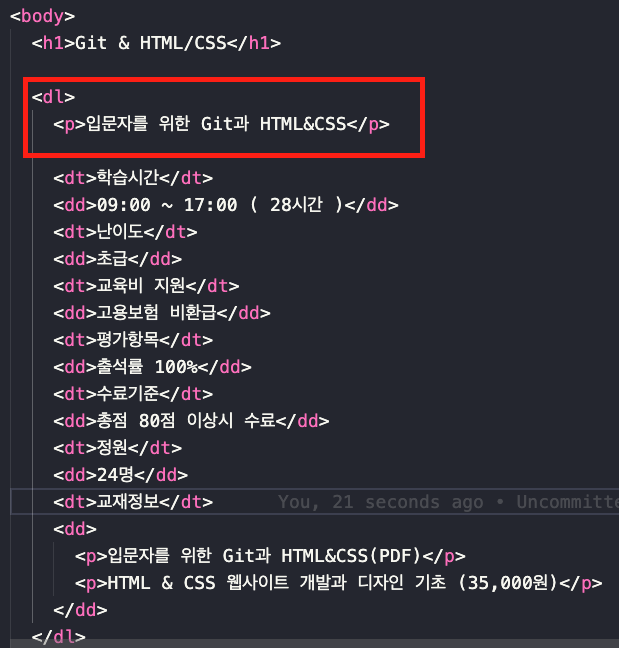 <body>
<h1>Git & HTML/CSS</h1>
<dl>
<p>입문자를 위한 Git과 HTML&CSS</p>
<dt>학습시간</dt>
<dd>09:00 ~ 17:00 ( 28시간 )</dd>
<dt>난이도</dt>
<dd>초급</dd>
<dt>교육비 지원</dt>
<dd>고용보험 비환급</dd>
<dt>평가항목</dt>
<dd>출석률 100%</dd>
<dt>수료기준</dt>
<dd>총점 80점 이상시 수료</dd>
<dt>정원</dt>
<dd>24명</dd>
<dt>교재정보</dt> You, 21 seconds ago • Uncommitte
<dd>
<p>입문자를 위한 Git과 HTML&CSS(PDF)</p>
<p>HTML & CSS 웹사이트 개발과 디자인 기초 (35,000원)</p>
</dd>
</dl>